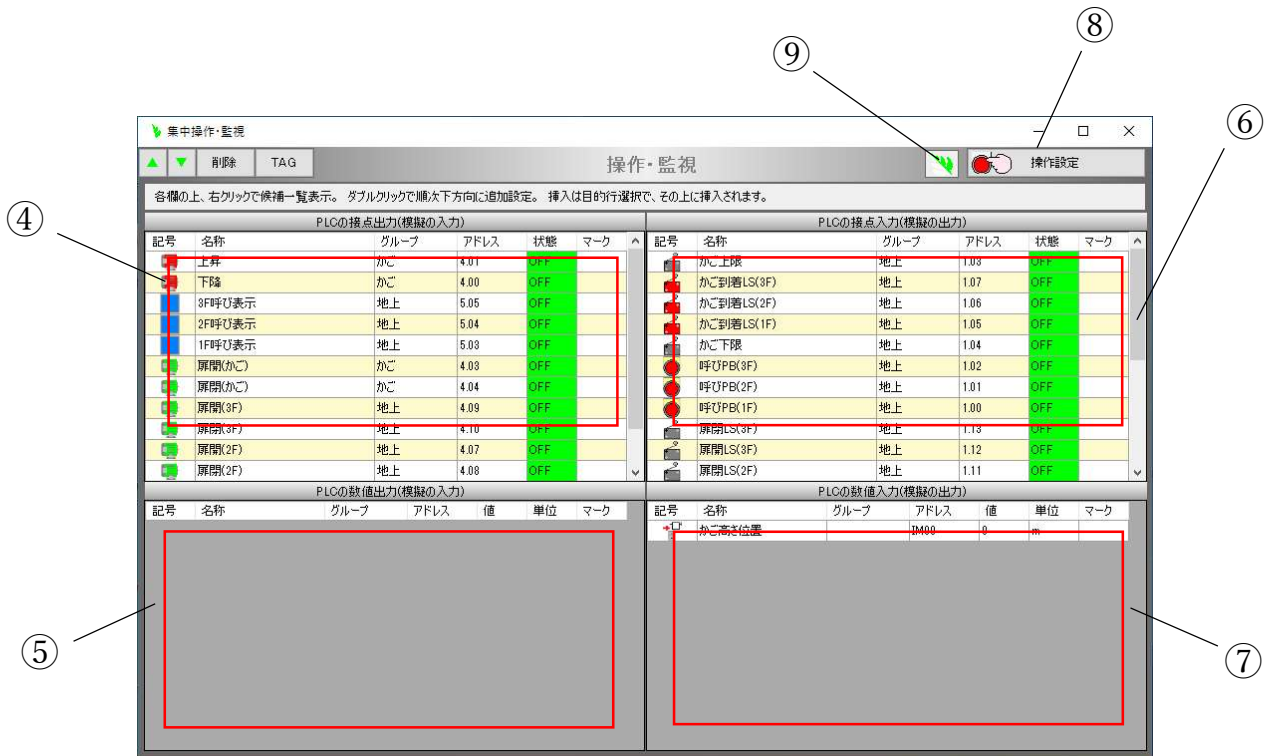 ⑧
⑨
⑥
集中操作・監視
削除 TAG 操作・監視 操作設定
各欄の上、右クリックで候補一覧表示。 ダブルクリックで順次下方向に追加設定。 挿入は目的行選択で、その上に挿入されます。
④
PLCの接点出力(模擬の入力) PLCの接点入力(模擬の出力)
記号 名称 グループ アドレス 状態 マーク 記号 名称 グループ アドレス 状態 マーク
上昇 かご 4.01 OFF かご上限 地上 1.03 OFF
下降 かご 4.00 OFF かご到着LS(3F) 地上 1.07 OFF
3F呼び表示 地上 5.05 OFF かご到着LS(2F) 地上 1.06 OFF
2F呼び表示 地上 5.04 OFF かご到着LS(1F) 地上 1.05 OFF
1F呼び表示 地上 5.03 OFF かご下限 地上 1.04 OFF
扉開(かご) かご 4.03 OFF 呼びPB(3F) 地上 1.02 OFF
扉閉(かご) かご 4.04 OFF 呼びPB(2F) 地上 1.01 OFF
扉開(3F) 地上 4.09 OFF 呼びPB(1F) 地上 1.00 OFF
扉閉(3F) 地上 4.10 OFF 扉閉LS(3F) 地上 1.13 OFF
扉開(2F) 地上 4.07 OFF 扉開LS(3F) 地上 1.12 OFF
扉閉(2F) 地上 4.08 OFF 扉閉LS(2F) 地上 1.11 OFF
PLCの数値出力(模擬の入力) PLCの数値入力(模擬の出力)
記号 名称 グループ アドレス 値 単位 マーク 記号 名称 グループ アドレス 値 単位 マーク
かご高さ位置 IM00 0 m
⑤
⑦